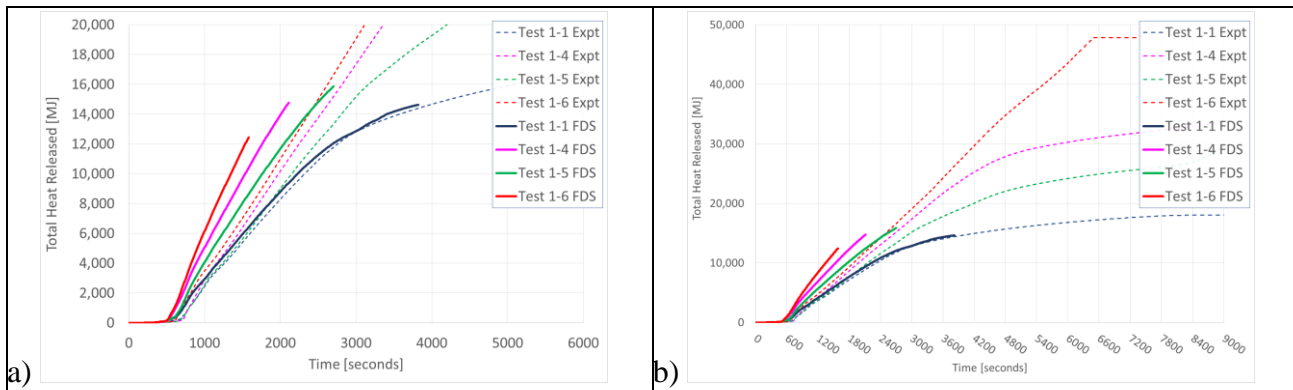 20,000
18,000
16,000
14,000
12,000
10,000
8,000
6,000
4,000
2,000
0
Total Heat Released [MJ]
0 1000 2000 3000 4000 5000 6000
Time [seconds]
Test 1-1 Expt
Test 1-4 Expt
Test 1-5 Expt
Test 1-6 Expt
Test 1-1 FDS
Test 1-4 FDS
Test 1-5 FDS
Test 1-6 FDS
a)
50,000
40,000
30,000
20,000
10,000
0
Total Heat Released [MJ]
0 600 1200 1800 2400 3000 3600 4200 4800 5400 6000 6600 7200 7800 8400 9000
Time [seconds]
Test 1-1 Expt
Test 1-4 Expt
Test 1-5 Expt
Test 1-6 Expt
Test 1-1 FDS
Test 1-4 FDS
Test 1-5 FDS
Test 1-6 FDS
b)